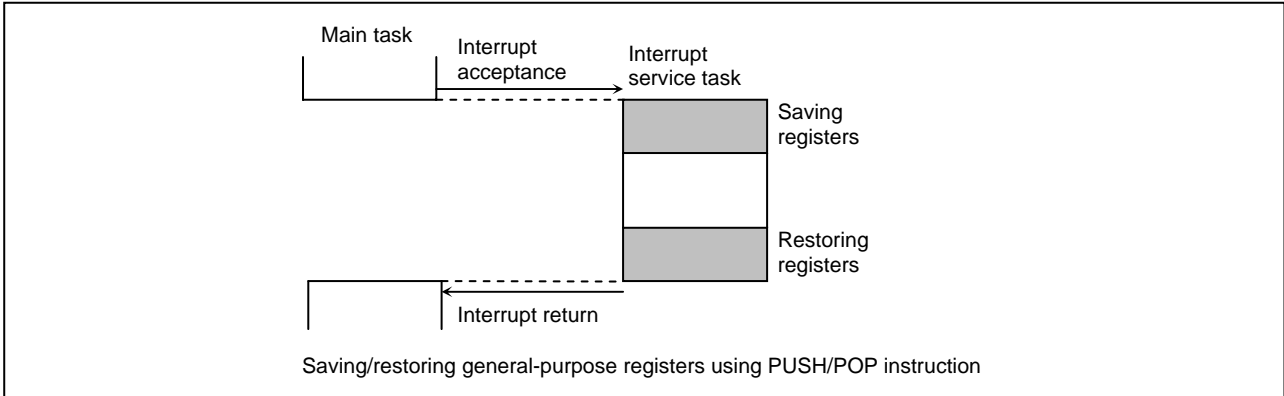 Main task
Interrupt
acceptance
Interrupt
service task
Saving
registers
Restoring
registers
Interrupt return
Saving/restoring general-purpose registers using PUSH/POP instruction